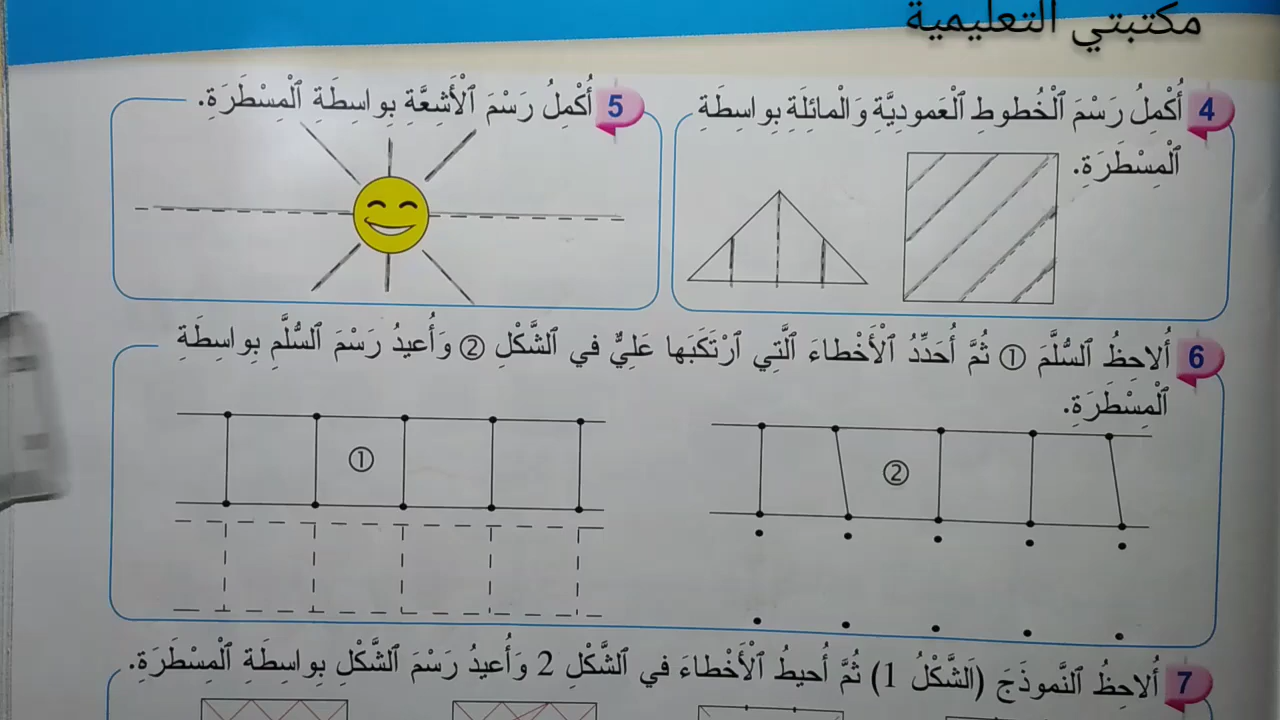 مكتبتي التعليمية
4 أُكْمِلُ رَسْمَ ٱلْخُطوطِ ٱلْعَمودِيَّةِ وَٱلْمائِلَةِ بِواسِطَةِ
ٱلْمِسْطَرَةِ.
5 أُكْمِلُ رَسْمَ ٱلْأَشِعَّةِ بِواسِطَةِ ٱلْمِسْطَرَةِ.
6 أُلاحِظُ ٱلسُّلَّمَ ① ثُمَّ أُحَدِّدُ ٱلْأَخْطاءَ ٱلَّتِي ٱرْتَكَبَها عَلِيٌّ في ٱلشَّكْلِ ② وَأُعيدُ رَسْمَ ٱلسُّلَّمِ بِواسِطَةِ
ٱلْمِسْطَرَةِ.
②
①
7 أُلاحِظُ ٱلنَّموذَجَ (اَلشَّكْلُ 1) ثُمَّ أُحيطُ ٱلْأَخْطاءَ في ٱلشَّكْلِ 2 وَأُعيدُ رَسْمَ ٱلشَّكْلِ بِواسِطَةِ ٱلْمِسْطَرَةِ.